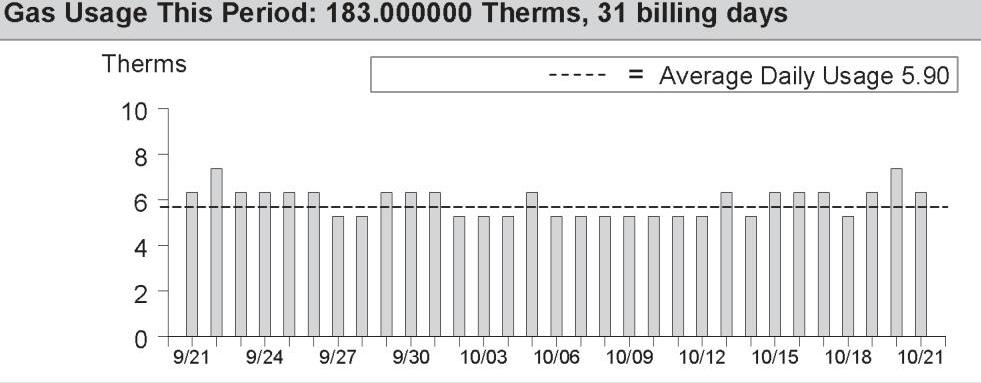 Gas Usage This Period: 183.000000 Therms, 31 billing days
Therms
----- = Average Daily Usage 5.90
10
8
6
4
2
0
9/21 9/24 9/27 9/30 10/03 10/06 10/09 10/12 10/15 10/18 10/21